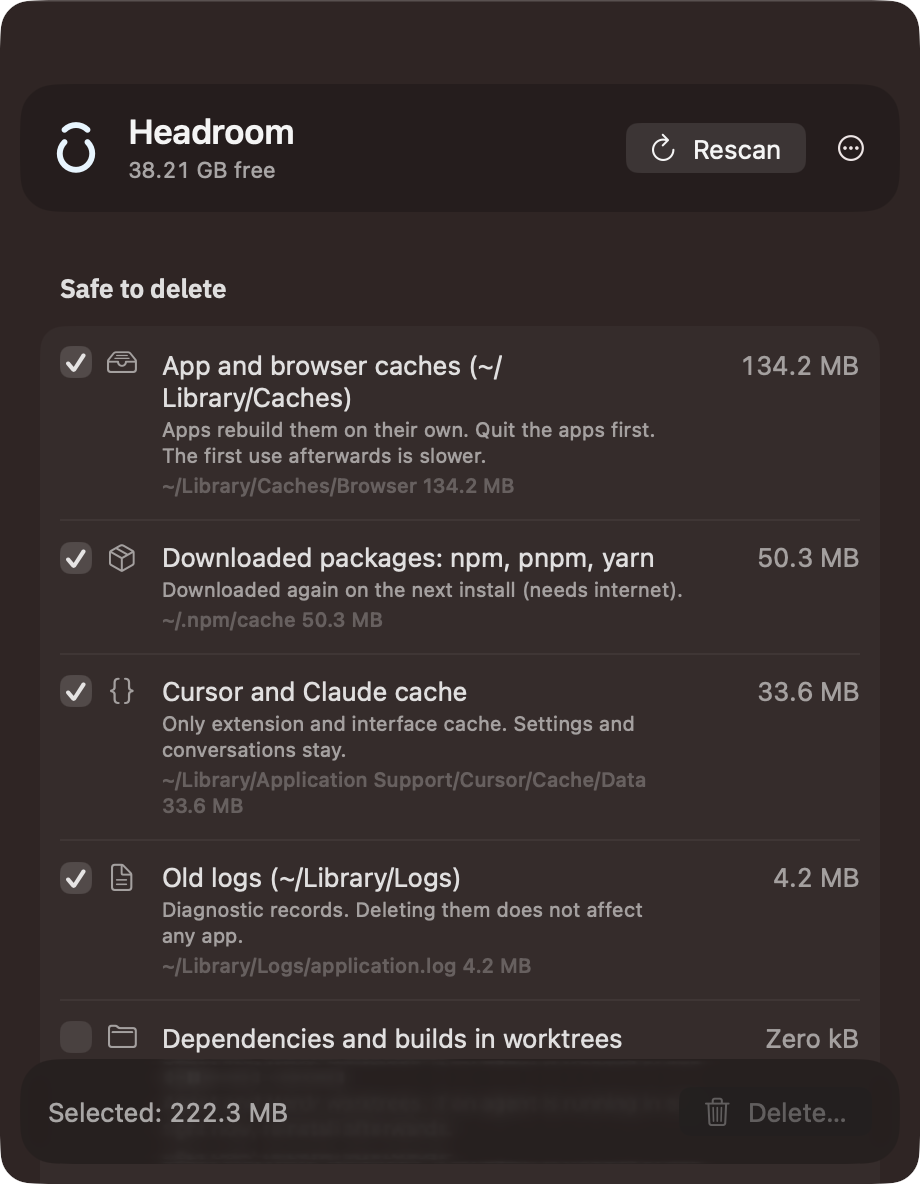 Headroom
38.21 GB free
Rescan
Safe to delete
App and browser caches (~/
Library/Caches)
134.2 MB
Apps rebuild them on their own. Quit the apps first.
The first use afterwards is slower.
~/Library/Caches/Browser 134.2 MB
Downloaded packages: npm, pnpm, yarn
50.3 MB
Downloaded again on the next install (needs internet).
~/.npm/cache 50.3 MB
Cursor and Claude cache
33.6 MB
Only extension and interface cache. Settings and
conversations stay.
~/Library/Application Support/Cursor/Cache/Data
33.6 MB
Old logs (~/Library/Logs)
4.2 MB
Diagnostic records. Deleting them does not affect
any app.
~/Library/Logs/application.log 4.2 MB
Dependencies and builds in worktrees
Zero kB
Selected: 222.3 MB
Delete...